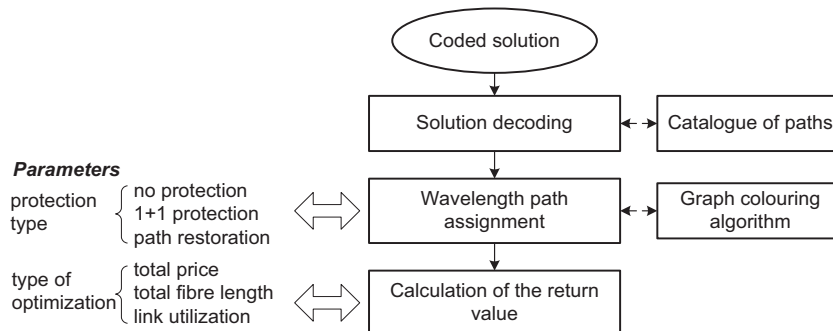 Coded solution
Solution decoding
Catalogue of paths
Parameters
protection
type
no protection
1+1 protection
path restoration
Wavelength path
assignment
Graph colouring
algorithm
type of
optimization
total price
total fibre length
link utilization
Calculation of the return
value